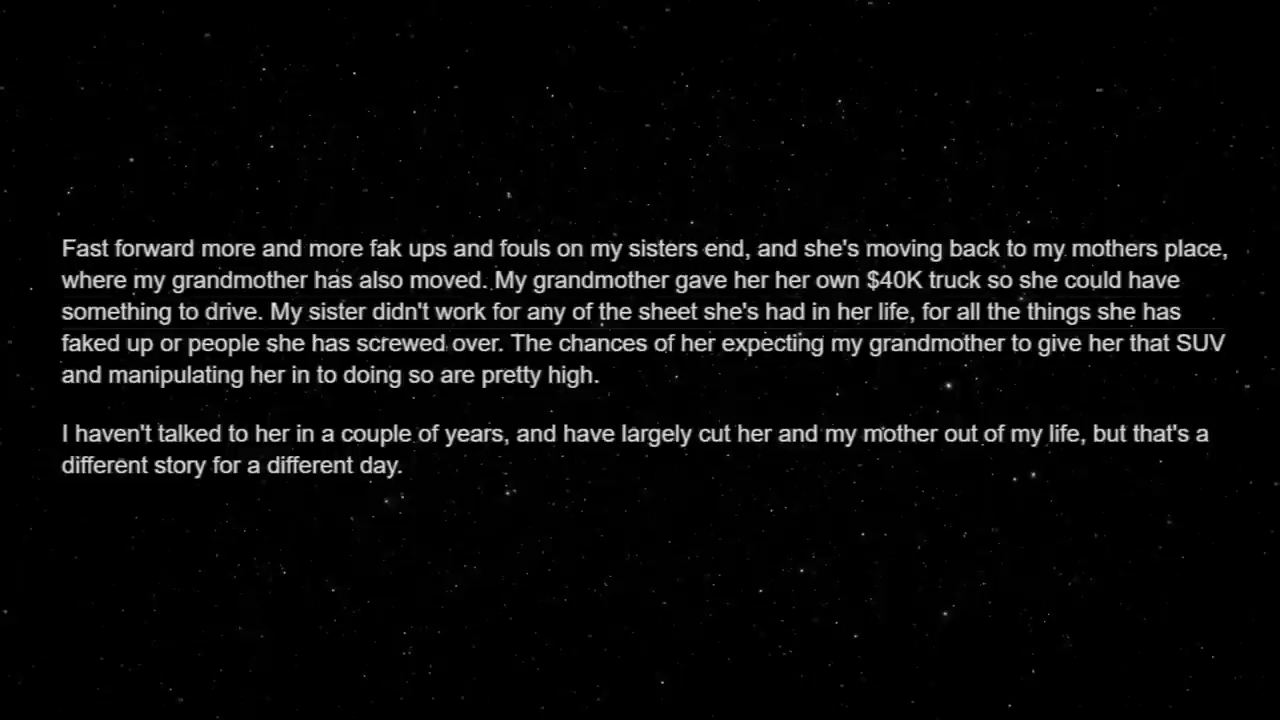 Fast forward more and more fak ups and fouls on my sisters end, and she's moving back to my mothers place,
where my grandmother has also moved. My grandmother gave her her own $40K truck so she could have
something to drive. My sister didn't work for any of the sheet she's had in her life, for all the things she has
faked up or people she has screwed over. The chances of her expecting my grandmother to give her that SUV
and manipulating her in to doing so are pretty high.
I haven't talked to her in a couple of years, and have largely cut her and my mother out of my life, but that's a
different story for a different day.